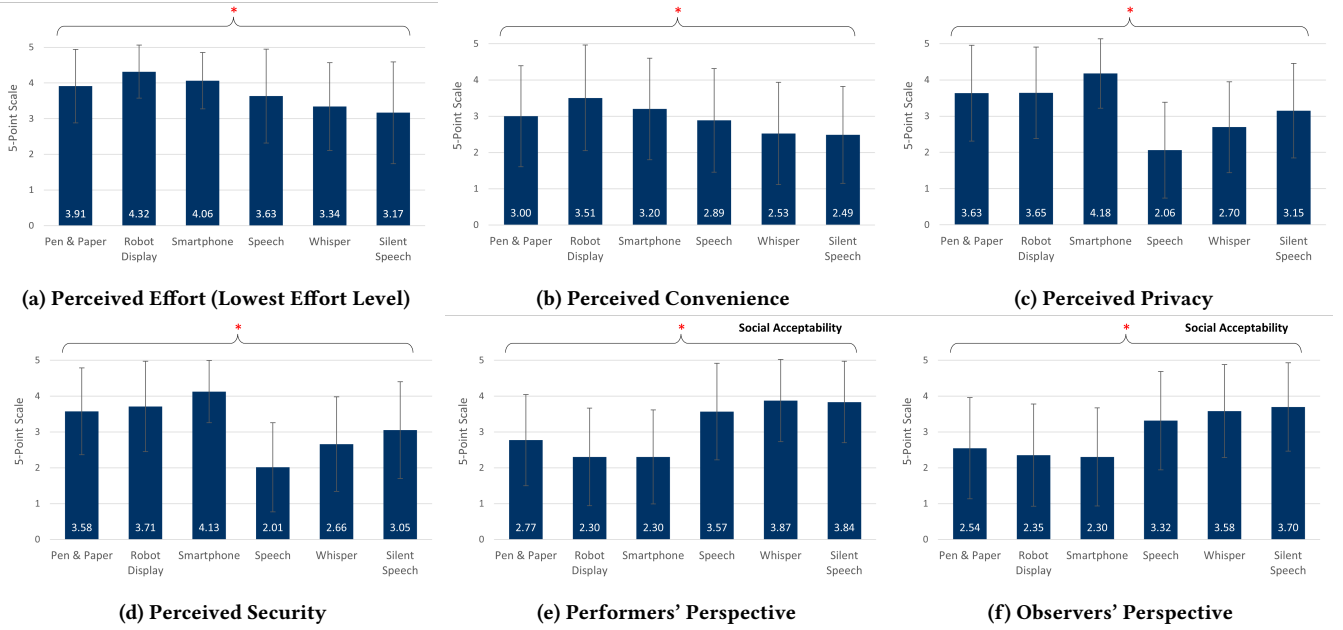 *
5-Point Scale
5
4
3
2
1
0
3.91
4.32
4.06
3.63
3.34
3.17
Pen & Paper
Robot
Display
Smartphone
Speech
Whisper
Silent
Speech
(a) Perceived Effort (Lowest Effort Level)
*
5-Point Scale
5
4
3
2
1
0
3.00
3.51
3.20
2.89
2.53
2.49
Pen & Paper
Robot
Display
Smartphone
Speech
Whisper
Silent
Speech
(b) Perceived Convenience
*
5-Point Scale
5
4
3
2
1
0
3.63
3.65
4.18
2.06
2.70
3.15
Pen & Paper
Robot
Display
Smartphone
Speech
Whisper
Silent
Speech
(c) Perceived Privacy
*
5-Point Scale
5
4
3
2
1
0
3.58
3.71
4.13
2.01
2.66
3.05
Pen & Paper
Robot
Display
Smartphone
Speech
Whisper
Silent
Speech
(d) Perceived Security
*
Social Acceptability
5-Point Scale
5
4
3
2
1
0
2.77
2.30
2.30
3.57
3.87
3.84
Pen & Paper
Robot
Display
Smartphone
Speech
Whisper
Silent
Speech
(e) Performers’ Perspective
*
Social Acceptability
5-Point Scale
5
4
3
2
1
0
2.54
2.35
2.30
3.32
3.58
3.70
Pen & Paper
Robot
Display
Smartphone
Speech
Whisper
Silent
Speech
(f) Observers’ Perspective